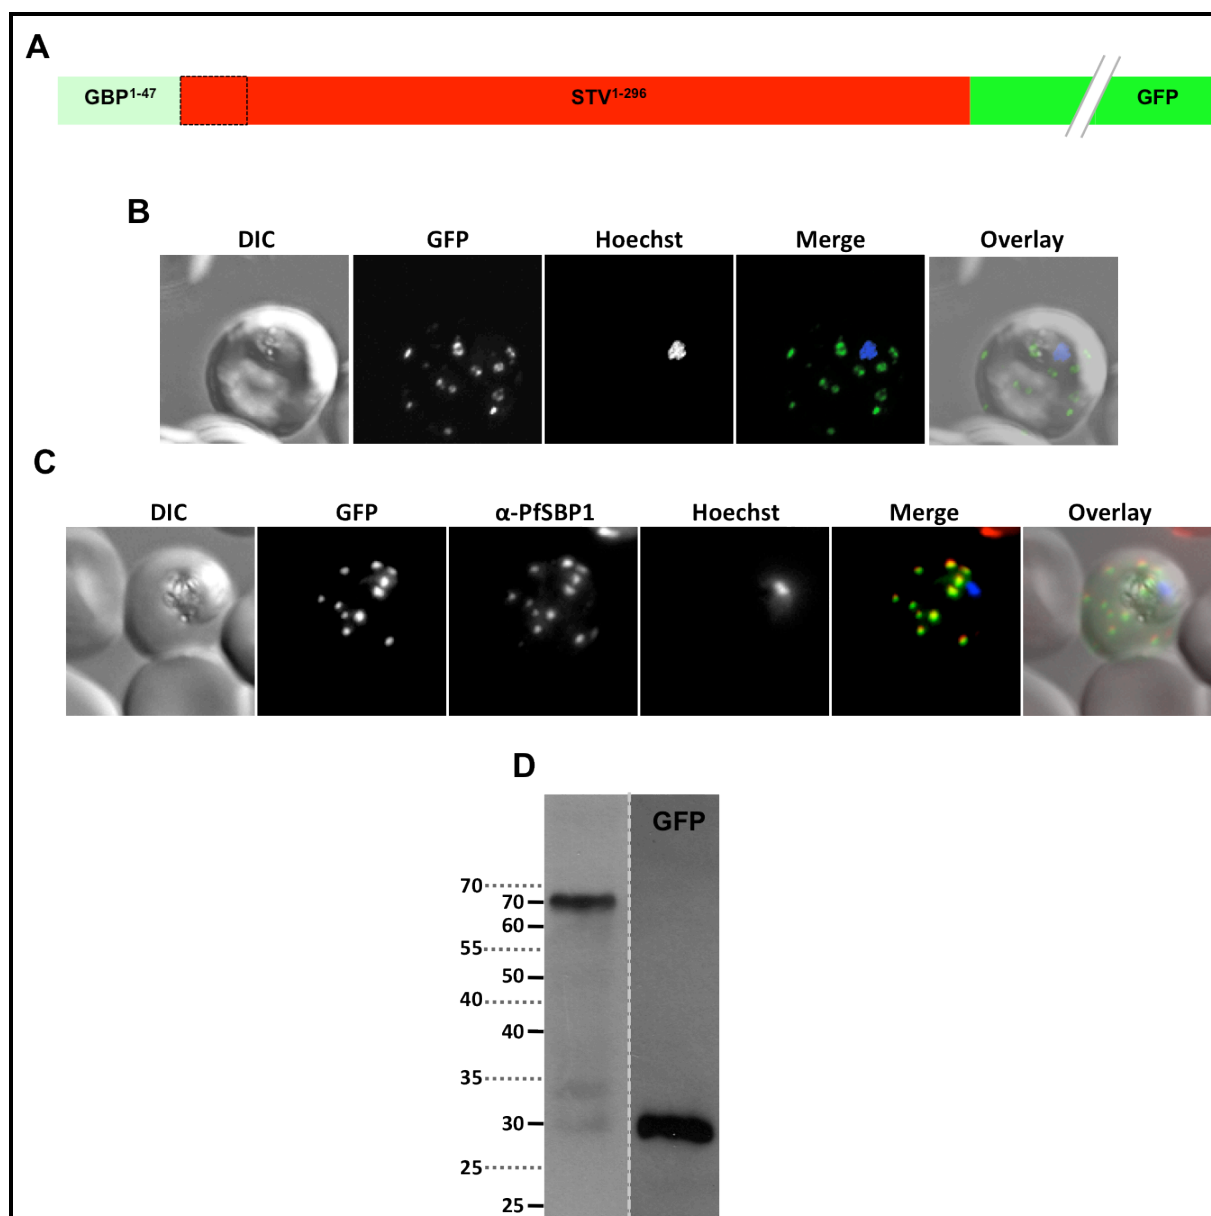 A
GBP1-47 STV1-296 GFP
B
DIC GFP Hoechst Merge Overlay
C
DIC GFP α-PfSBP1 Hoechst Merge Overlay
D
GFP
70
70
60
55
50
40
40
35
30
25
25